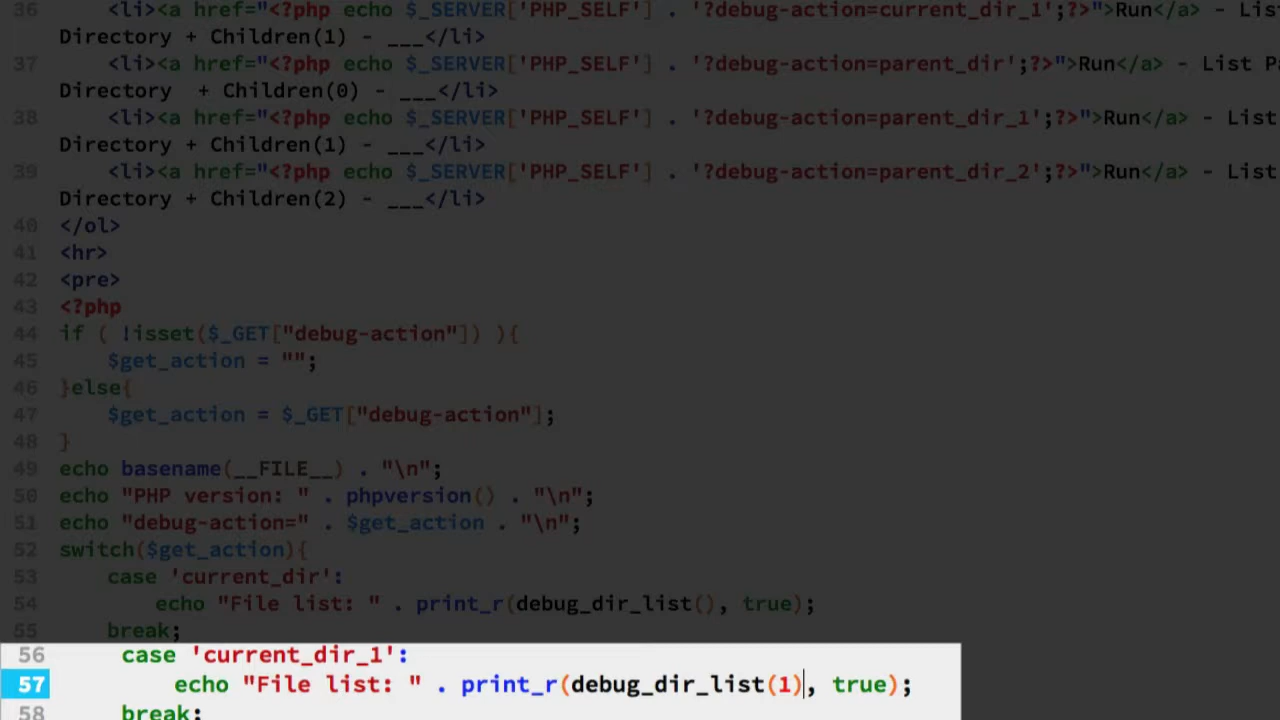 36 <li><a href="<?php echo $_SERVER['PHP_SELF'] . '?debug-action=current_dir_1';?>">Run</a> - Lis
Directory + Children(1) - ___</li>
37 <li><a href="<?php echo $_SERVER['PHP_SELF'] . '?debug-action=parent_dir';?>">Run</a> - List P
Directory  + Children(0) - ___</li>
38 <li><a href="<?php echo $_SERVER['PHP_SELF'] . '?debug-action=parent_dir_1';?>">Run</a> - List
Directory + Children(1) - ___</li>
39 <li><a href="<?php echo $_SERVER['PHP_SELF'] . '?debug-action=parent_dir_2';?>">Run</a> - List
Directory + Children(2) - ___</li>
40 </ol>
41 <hr>
42 <pre>
43 <?php
44 if ( !isset($_GET["debug-action"]) ){
45 $get_action = "";
46 }else{
47 $get_action = $_GET["debug-action"];
48 }
49 echo basename(__FILE__) . "\n";
50 echo "PHP version: " . phpversion() . "\n";
51 echo "debug-action=" . $get_action . "\n";
52 switch($get_action){
53 case 'current_dir':
54 echo "File list: " . print_r(debug_dir_list(), true);
55 break;
56 case 'current_dir_1':
57 echo "File list: " . print_r(debug_dir_list(1), true);
58 break;